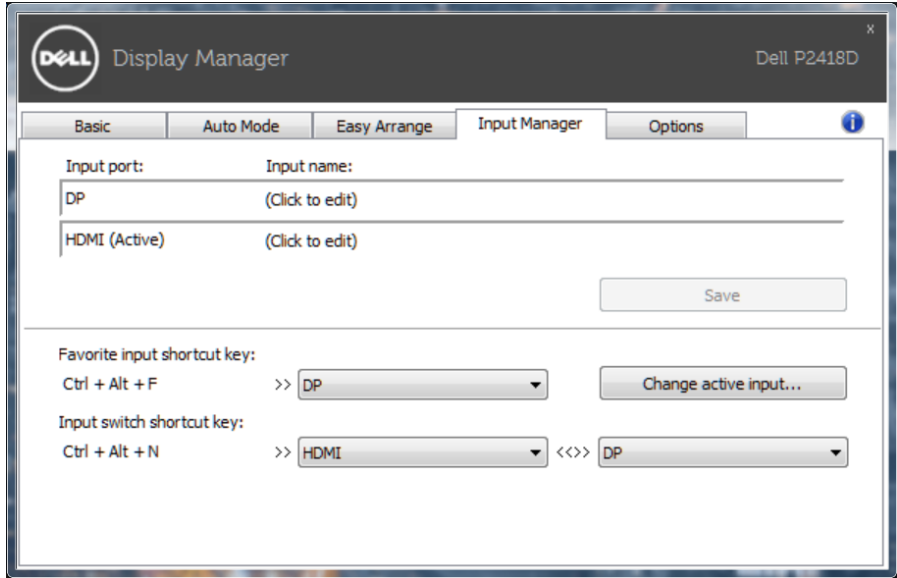 x
DELL Display Manager Dell P2418D
Basic Auto Mode Easy Arrange Input Manager Options i
Input port: Input name:
DP (Click to edit)
HDMI (Active) (Click to edit)
Save
Favorite input shortcut key:
Ctrl + Alt + F >> DP Change active input...
Input switch shortcut key:
Ctrl + Alt + N >> HDMI <<>> DP